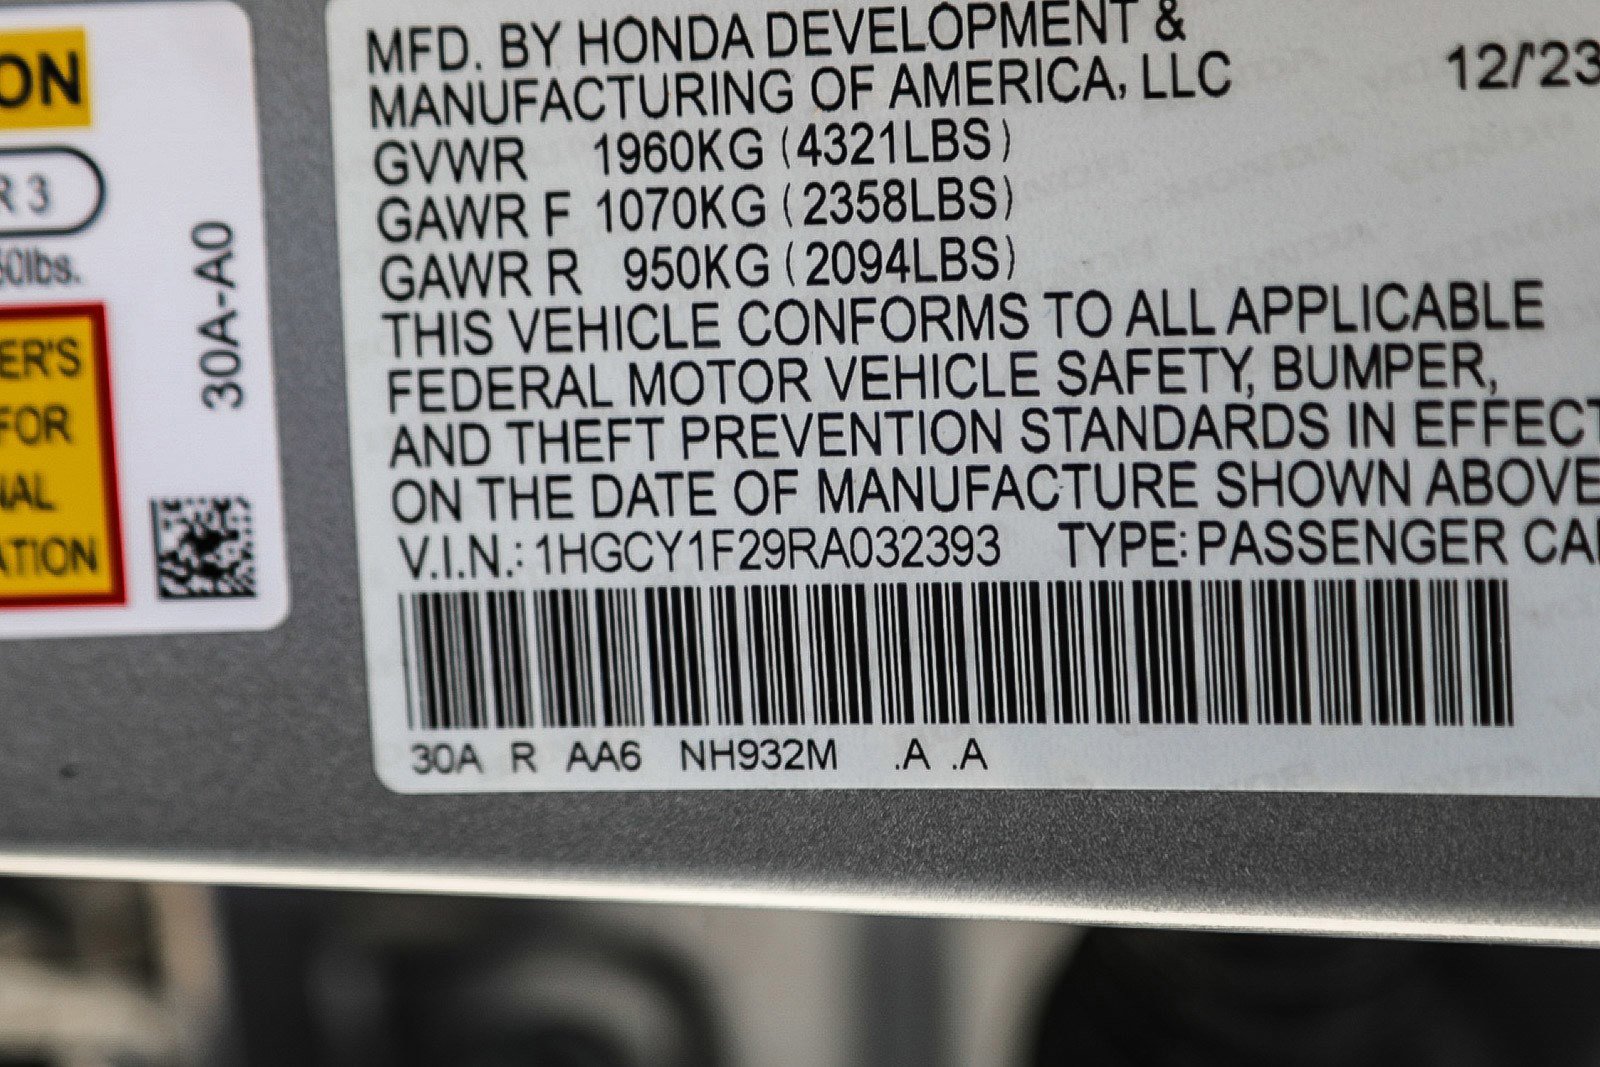 ON
R 3
50lbs.
ER'S
FOR
NAL
ATION
30A-A0
MFD. BY HONDA DEVELOPMENT &
MANUFACTURING OF AMERICA, LLC
12/'23
GVWR 1960KG (4321LBS)
GAWR F 1070KG (2358LBS)
GAWR R 950KG (2094LBS)
THIS VEHICLE CONFORMS TO ALL APPLICABLE
FEDERAL MOTOR VEHICLE SAFETY, BUMPER,
AND THEFT PREVENTION STANDARDS IN EFFECT
ON THE DATE OF MANUFACTURE SHOWN ABOVE
V.I.N.: 1HGCY1F29RA032393 TYPE: PASSENGER CA
30A R AA6 NH932M .A .A